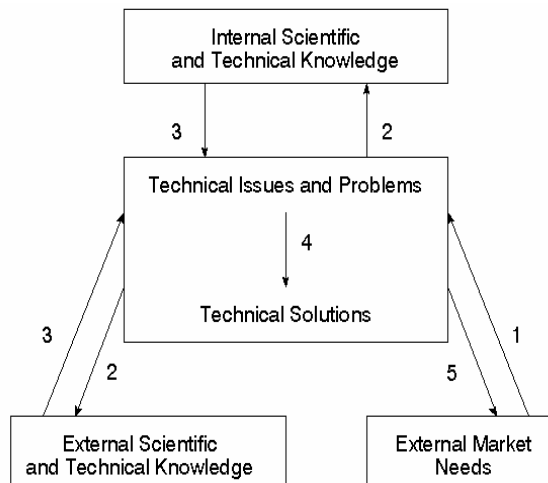 Internal Scientific
and Technical Knowledge
3
2
Technical Issues and Problems
4
Technical Solutions
3
2
5
1
External Scientific
and Technical Knowledge
External Market
Needs